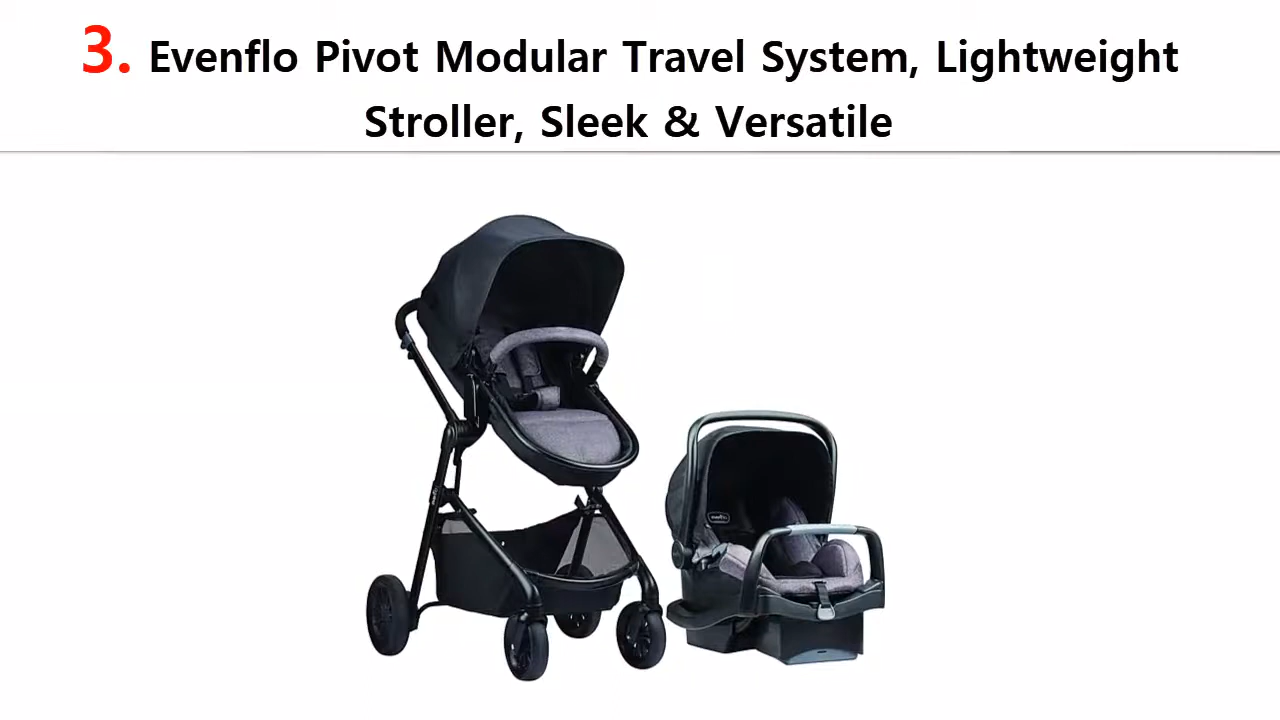 3. Evenflo Pivot Modular Travel System, Lightweight
Stroller, Sleek & Versatile